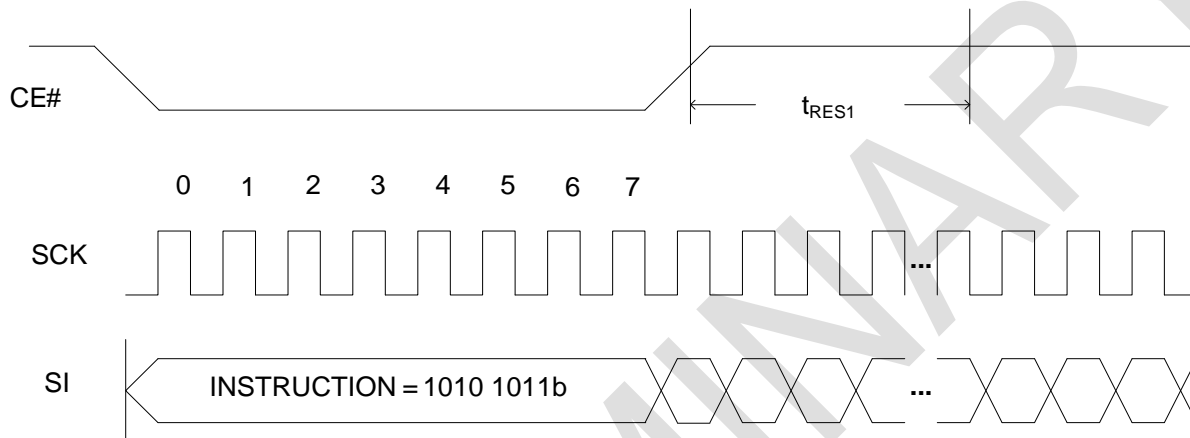 CE#
tRES1
0 1 2 3 4 5 6 7
SCK
...
SI
INSTRUCTION = 1010 1011b
...